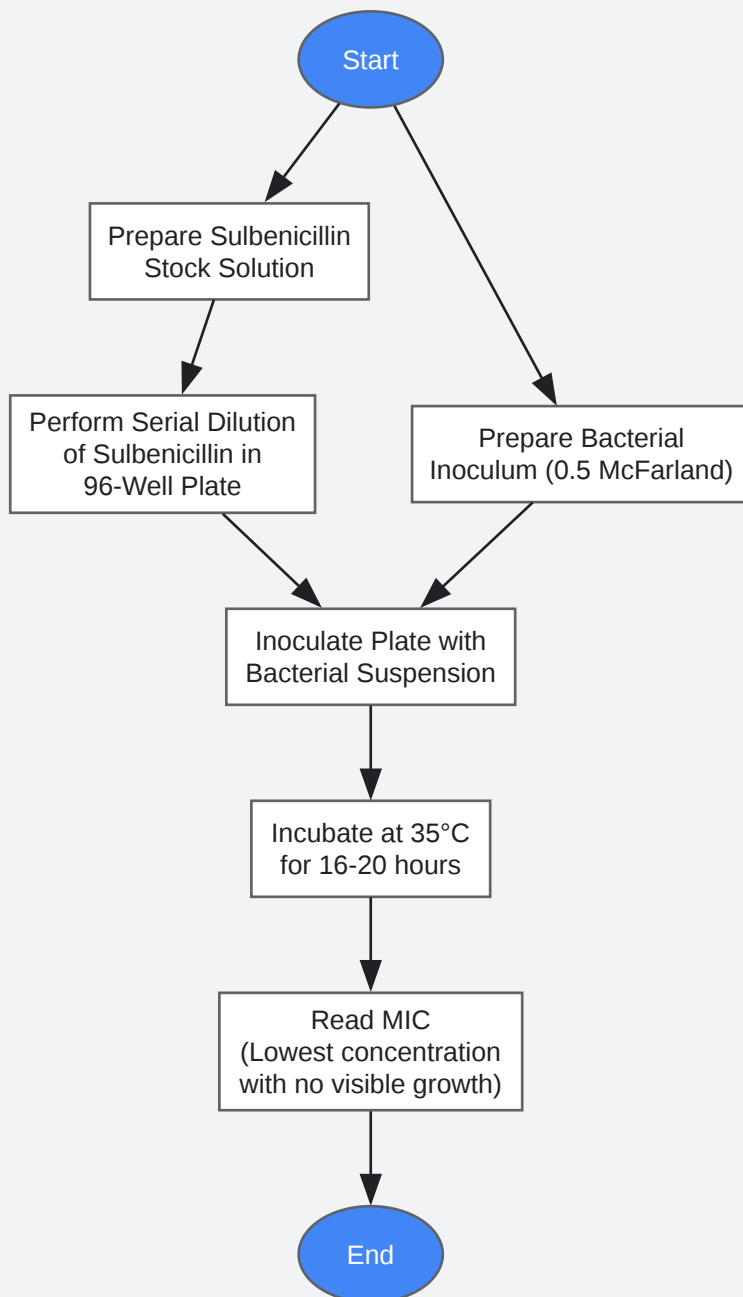 Start
Prepare Sulbenicillin
Stock Solution
Perform Serial Dilution
of Sulbenicillin in
96-Well Plate
Prepare Bacterial
Inoculum (0.5 McFarland)
Inoculate Plate with
Bacterial Suspension
Incubate at 35°C
for 16-20 hours
Read MIC
(Lowest concentration
with no visible growth)
End